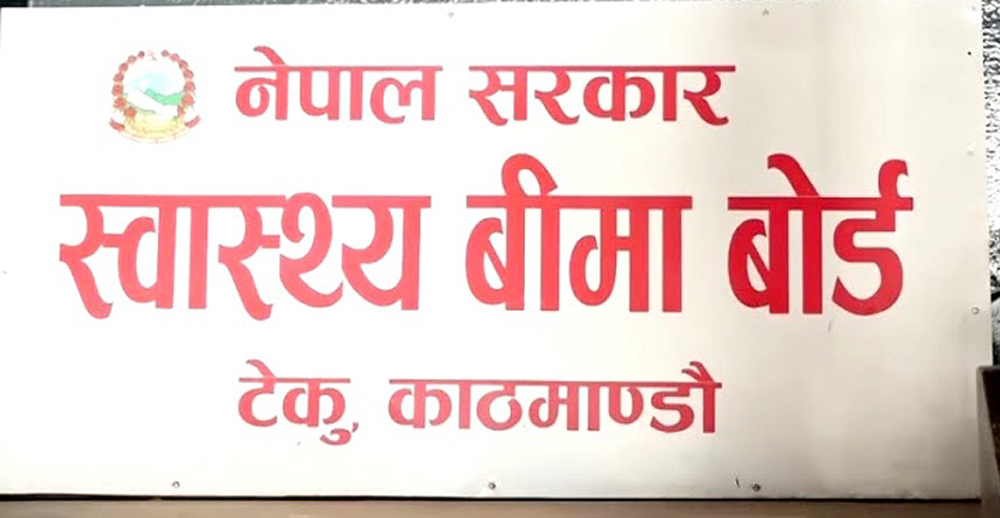 नेपाल सरकार
स्वास्थ्य बीमा बोर्ड
टेकु, काठमाण्डौ